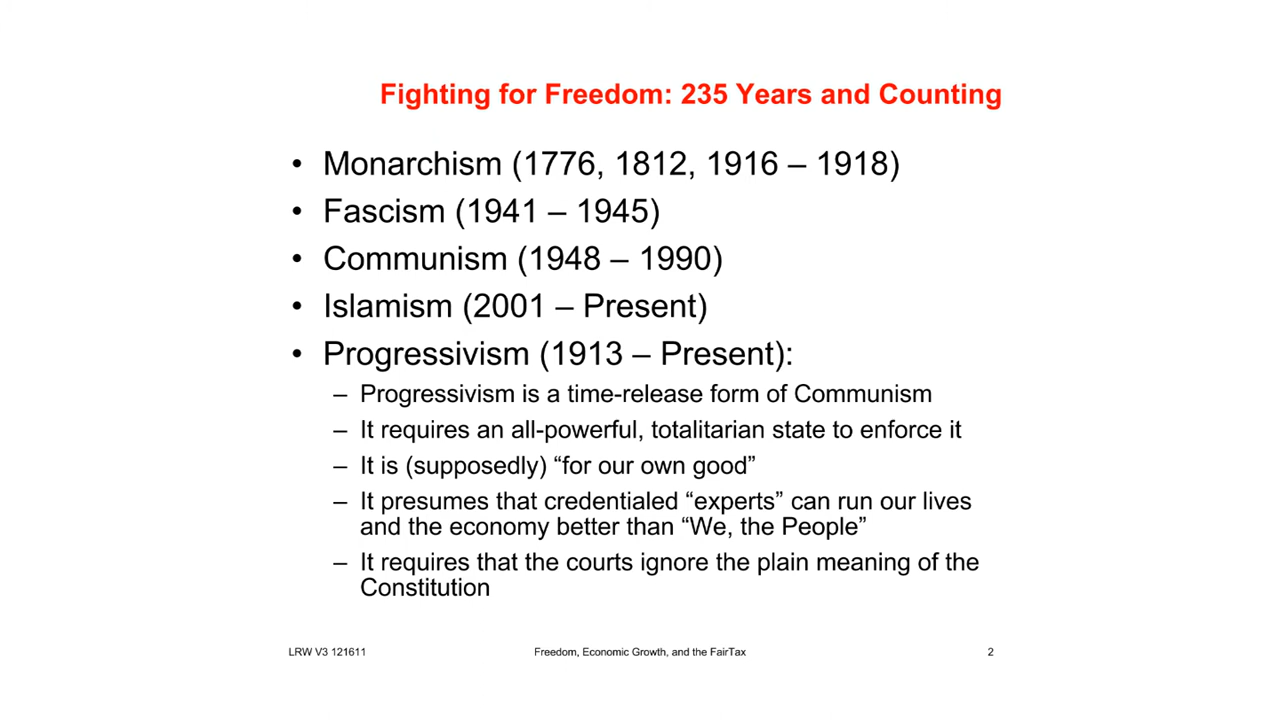 Fighting for Freedom: 235 Years and Counting
• Monarchism (1776, 1812, 1916 – 1918)
• Fascism (1941 – 1945)
• Communism (1948 – 1990)
• Islamism (2001 – Present)
• Progressivism (1913 – Present):
– Progressivism is a time-release form of Communism
– It requires an all-powerful, totalitarian state to enforce it
– It is (supposedly) “for our own good”
– It presumes that credentialed “experts” can run our lives
and the economy better than “We, the People”
– It requires that the courts ignore the plain meaning of the
Constitution
LRW V3 121611
Freedom, Economic Growth, and the FairTax
2